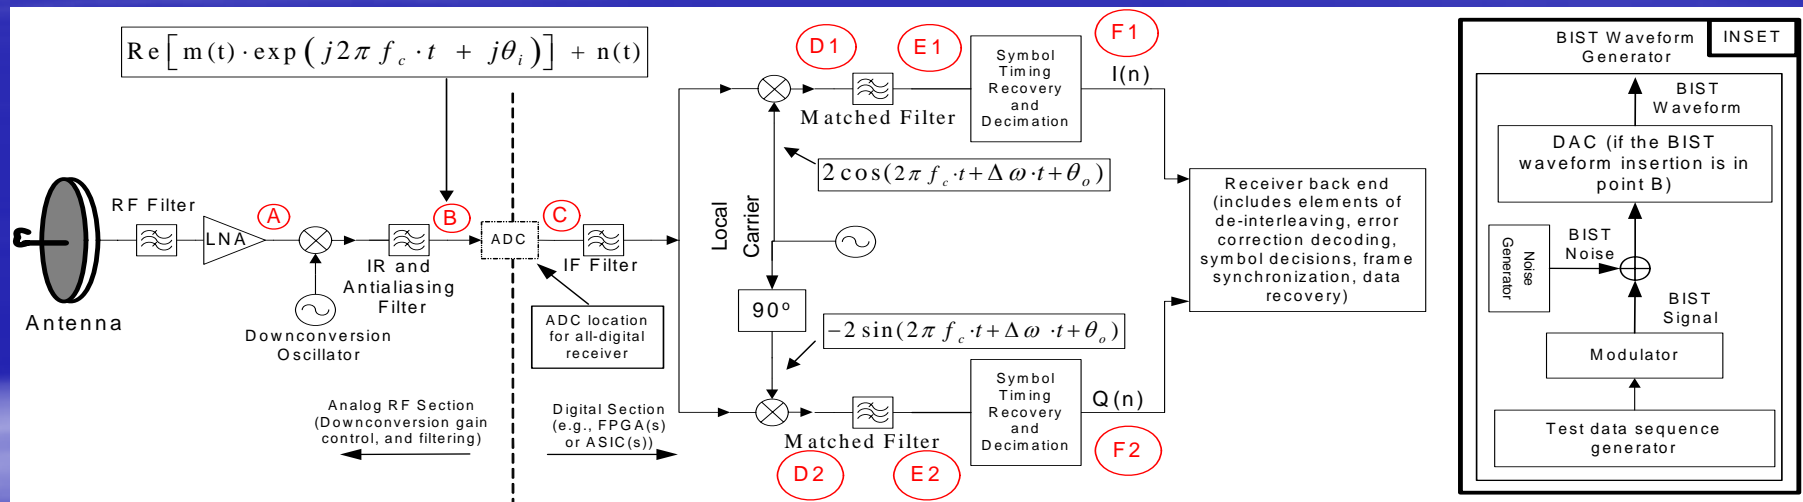 Re[m(t)·exp(j2π f_c·t + jθ_i)] + n(t)
RF Filter
LNA
A
B
ADC
C
IR and
Antialiasing
Filter
IF Filter
Antenna
Downconversion
Oscillator
ADC location
for all-digital
receiver
Analog RF Section
(Downconversion gain
control, and filtering)
Digital Section
(e.g., FPGA(s)
or ASIC(s))
D1
E1
F1
Matched Filter
Symbol
Timing
Recovery
and
Decimation
I(n)
2cos(2π f_c·t+Δω·t+θ_o)
Local
Carrier
90º
−2sin(2π f_c·t+Δω·t+θ_o)
Matched Filter
D2
E2
Symbol
Timing
Recovery
and
Decimation
Q(n)
F2
Receiver back end
(includes elements of
de-interleaving, error
correction decoding,
symbol decisions, frame
synchronization, data
recovery)
BIST Waveform
Generator
INSET
BIST
Waveform
DAC (if the BIST
waveform insertion is in
point B)
Noise
Generator
BIST
Noise
BIST
Signal
Modulator
Test data sequence
generator